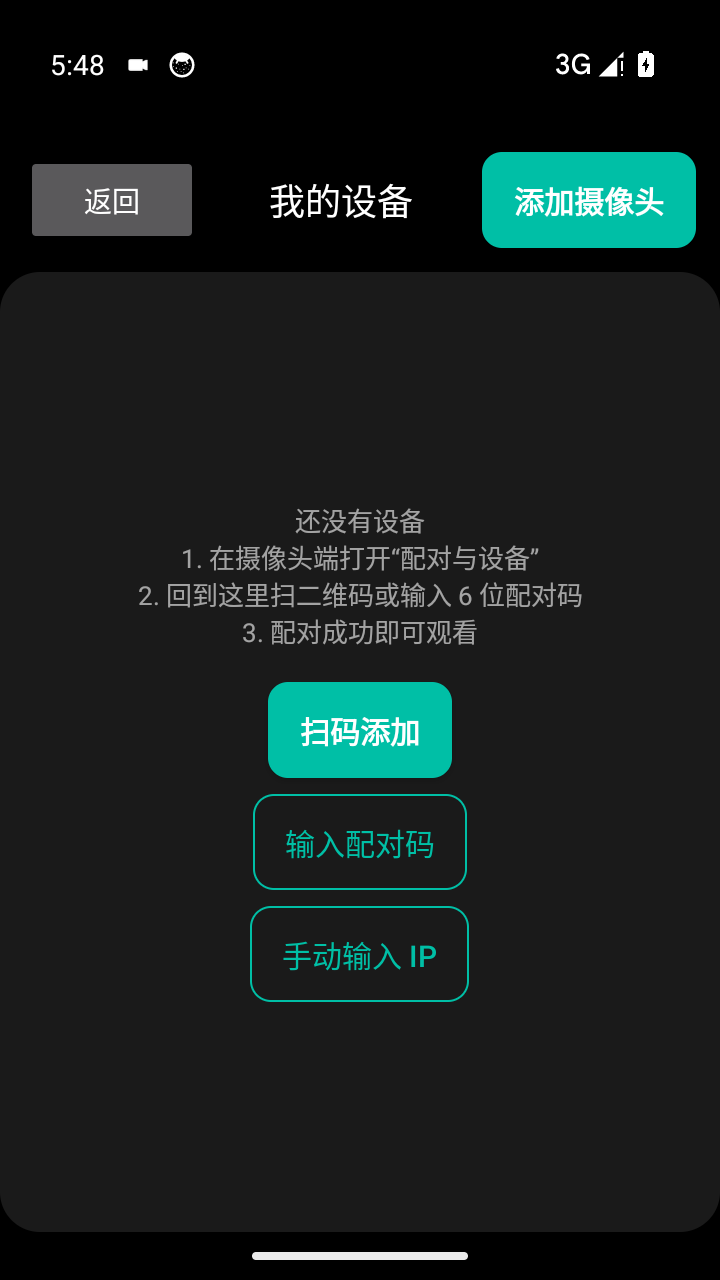 5:48
3G
返回
我的设备
添加摄像头
还没有设备
1. 在摄像头端打开“配对与设备”
2. 回到这里扫二维码或输入 6 位配对码
3. 配对成功即可观看
扫码添加
输入配对码
手动输入 IP